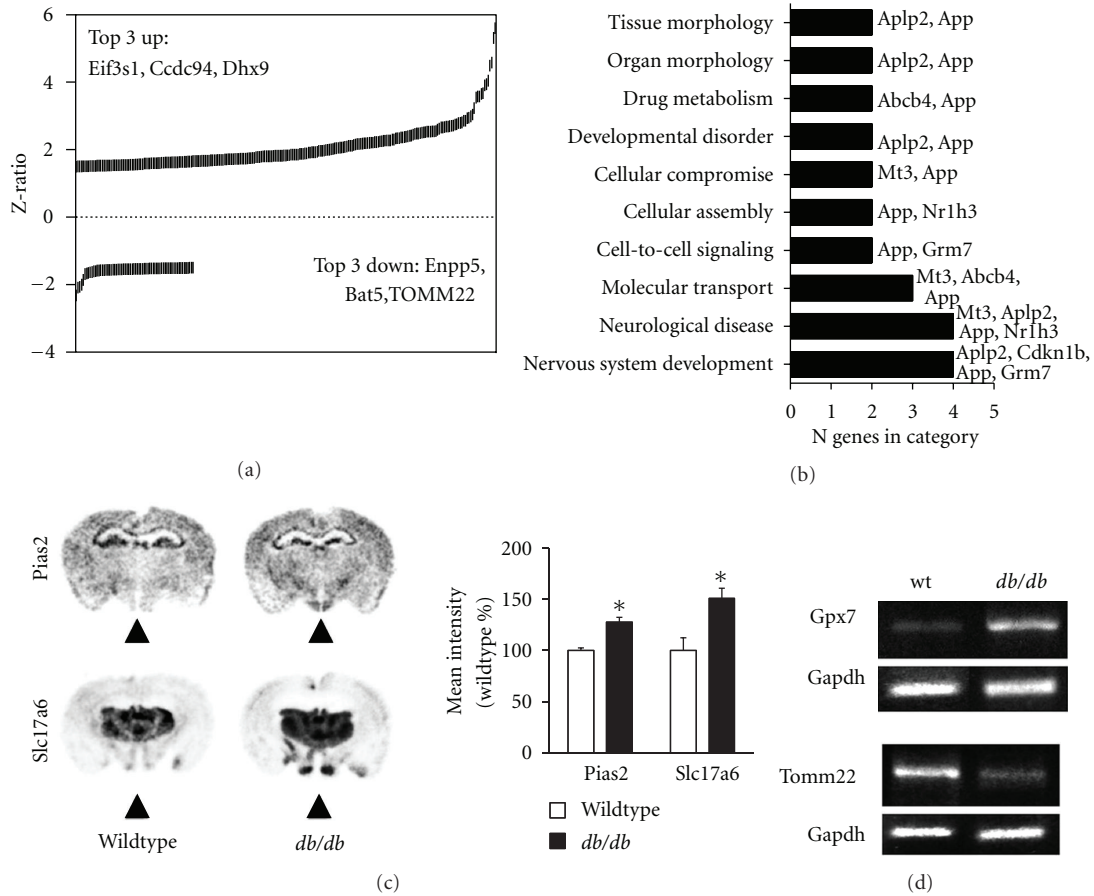 6
4
2
0
−2
−4
Z-ratio
Top 3 up:
Eif3s1, Ccdc94, Dhx9
Top 3 down: Enpp5,
Bat5,TOMM22
(a)
Tissue morphology
Aplp2, App
Organ morphology
Aplp2, App
Drug metabolism
Abcb4, App
Developmental disorder
Aplp2, App
Cellular compromise
Mt3, App
Cellular assembly
App, Nr1h3
Cell-to-cell signaling
App, Grm7
Molecular transport
Mt3, Abcb4,
App
Neurological disease
Mt3, Aplp2,
App, Nr1h3
Nervous system development
Aplp2, Cdkn1b,
App, Grm7
0 1 2 3 4 5
N genes in category
(b)
Pias2
Slc17a6
Wildtype
db/db
200
150
100
50
0
Mean intensity
(wildtype %)
*
*
Pias2
Slc17a6
Wildtype
db/db
(c)
wt
db/db
Gpx7
Gapdh
Tomm22
Gapdh
(d)